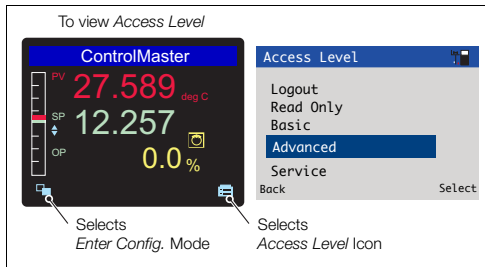 To view Access Level
ControlMaster
PV 27.589 deg C
SP 12.257
OP 0.0 %
Selects
Enter Config. Mode
Selects
Access Level Icon
Access Level
Logout
Read Only
Basic
Advanced
Service
Back Select